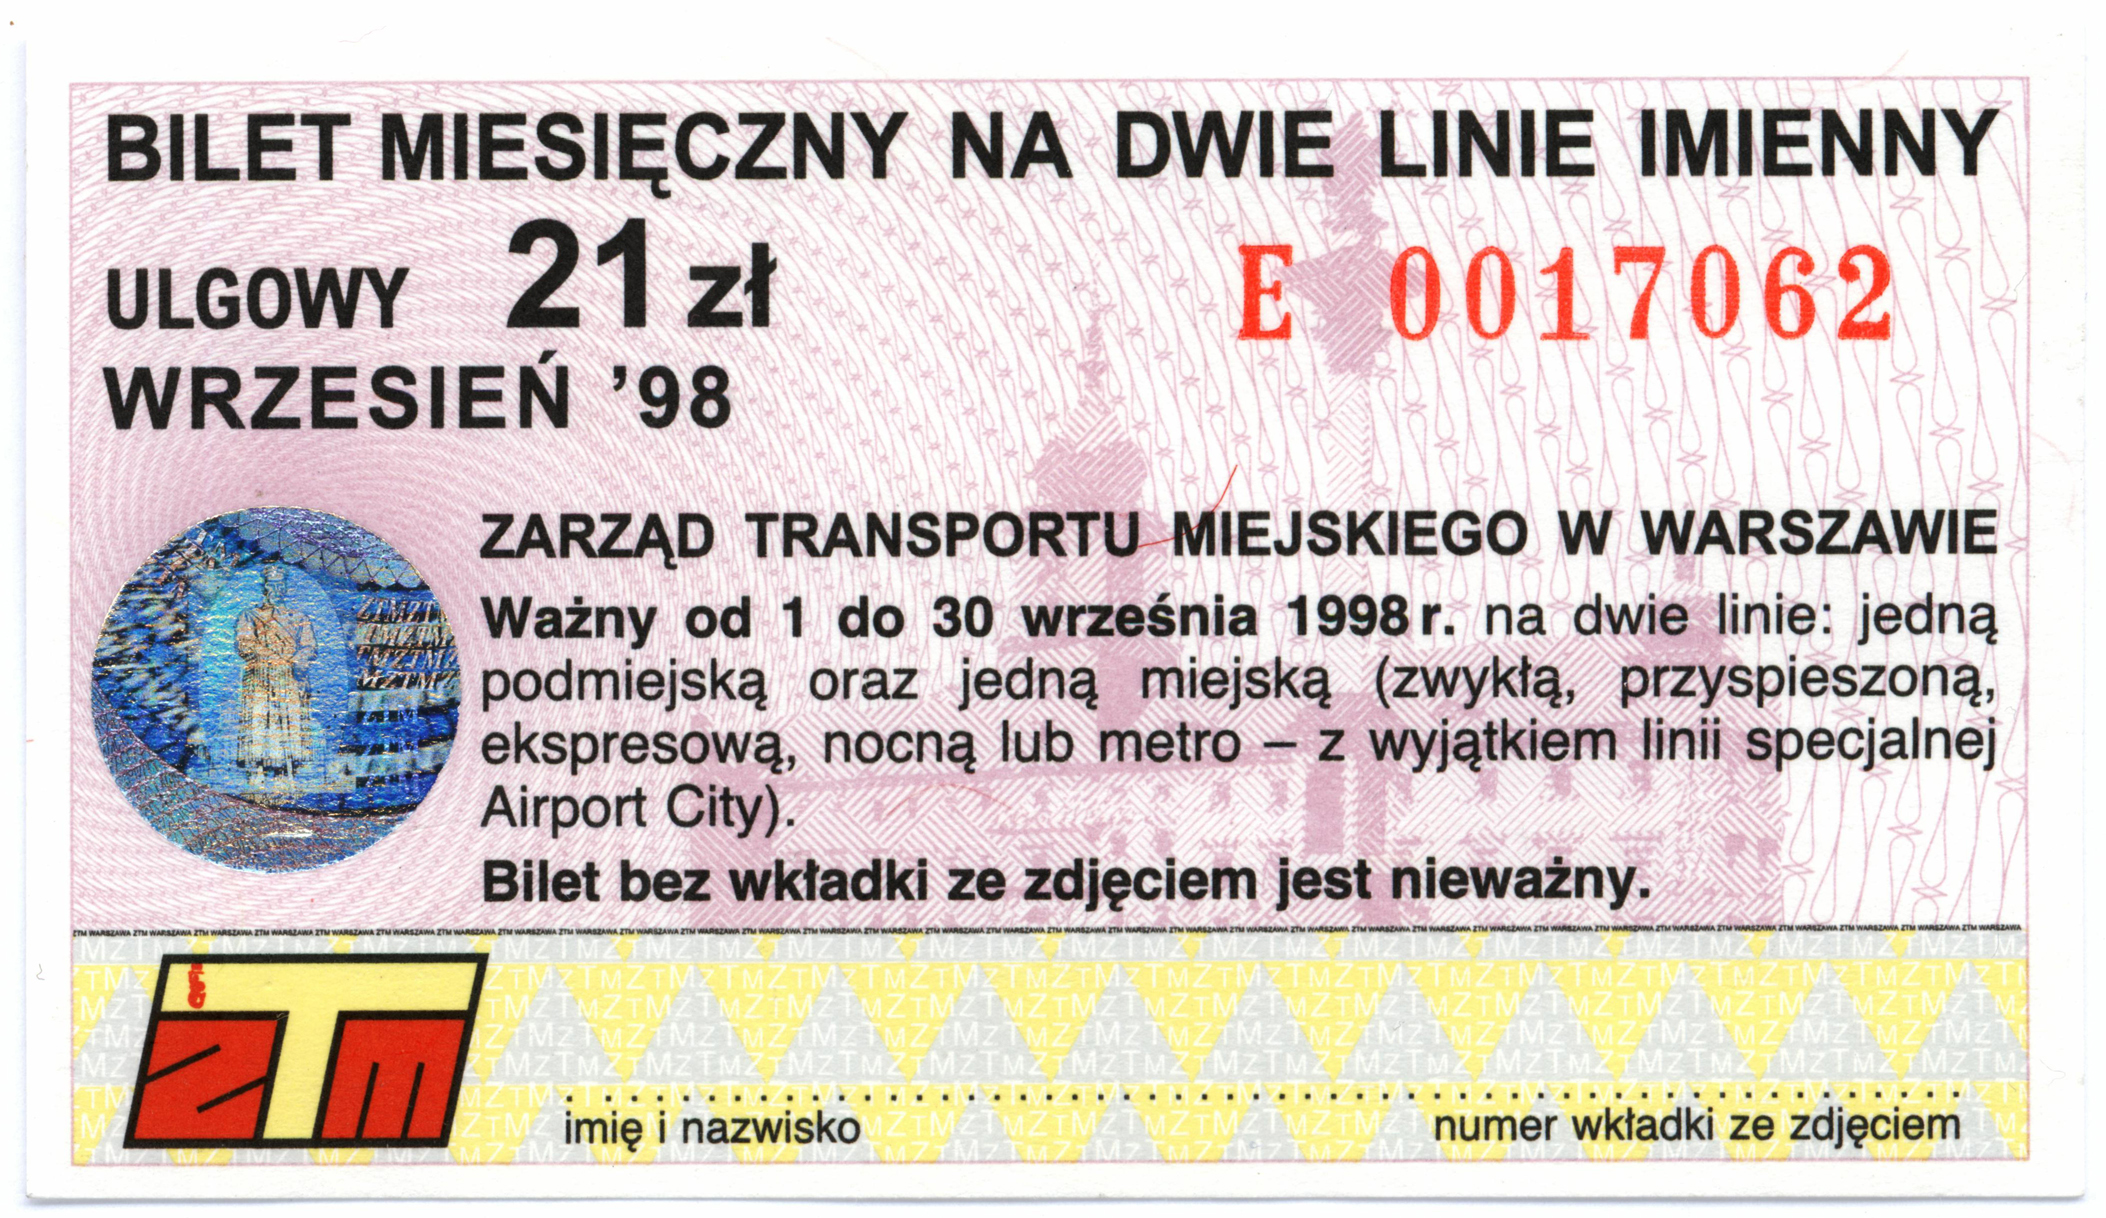 BILET MIESIĘCZNY NA DWIE LINIE IMIENNY
ULGOWY 21 zł E 0017062
WRZESIEŃ ’98
ZARZĄD TRANSPORTU MIEJSKIEGO W WARSZAWIE
Ważny od 1 do 30 września 1998 r. na dwie linie: jedną
podmiejską oraz jedną miejską (zwykłą, przyspieszoną,
ekspresową, nocną lub metro – z wyjątkiem linii specjalnej
Airport City).
Bilet bez wkładki ze zdjęciem jest nieważny.
ZTM
imię i nazwisko numer wkładki ze zdjęciem